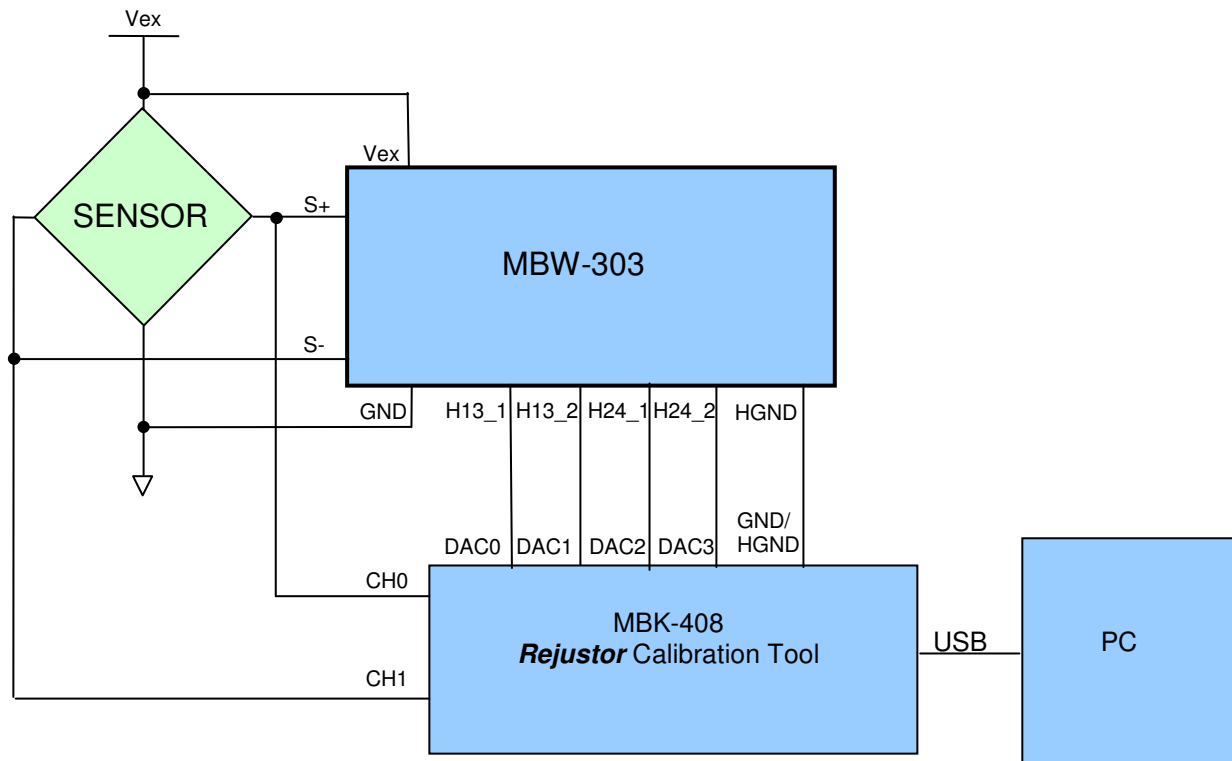 Vex
Vex
SENSOR
S+
MBW-303
S-
GND
H13_1
H13_2
H24_1
H24_2
HGND
GND/
HGND
DAC0
DAC1
DAC2
DAC3
CH0
MBK-408
Rejustor Calibration Tool
USB
PC
CH1